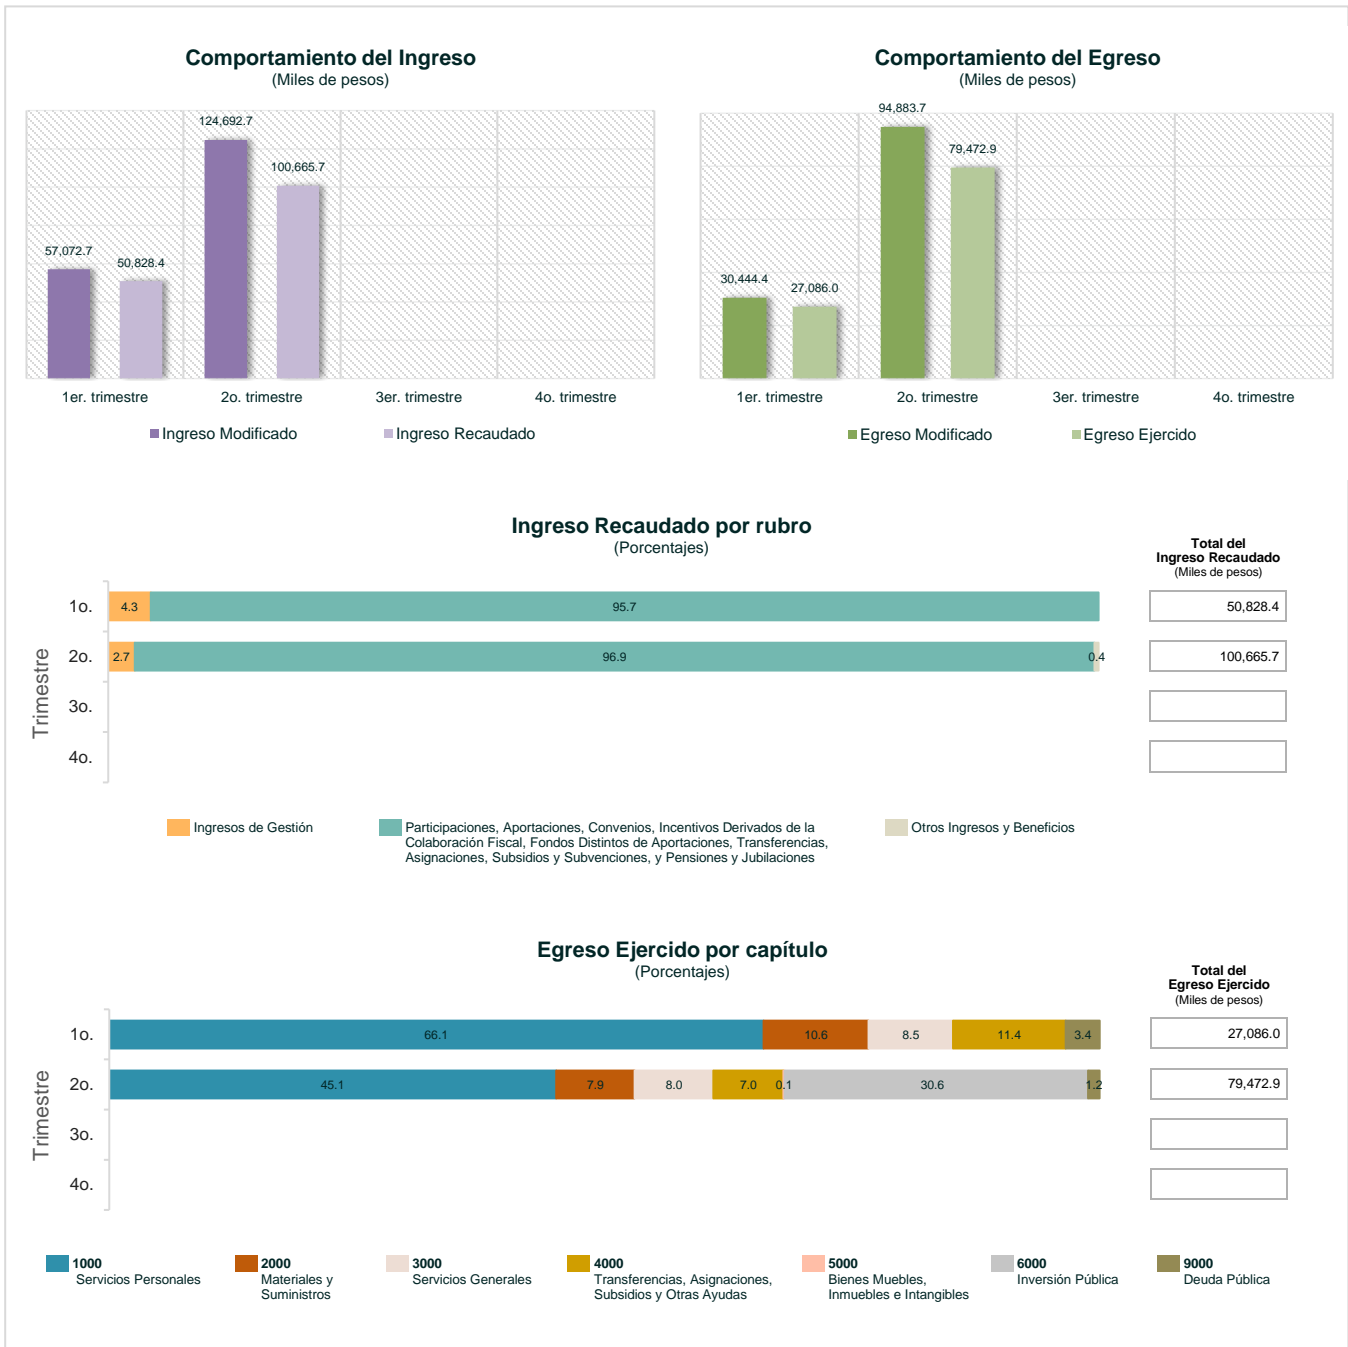 Comportamiento del Ingreso
(Miles de pesos)
124,692.7
100,665.7
57,072.7
50,828.4
1er. trimestre
2o. trimestre
3er. trimestre
4o. trimestre
Ingreso Modificado
Ingreso Recaudado
Comportamiento del Egreso
(Miles de pesos)
94,883.7
79,472.9
30,444.4
27,086.0
1er. trimestre
2o. trimestre
3er. trimestre
4o. trimestre
Egreso Modificado
Egreso Ejercido
Ingreso Recaudado por rubro
(Porcentajes)
Total del
Ingreso Recaudado
(Miles de pesos)
Trimestre
1o.
4.3
95.7
50,828.4
2o.
2.7
96.9
0.4
100,665.7
3o.
4o.
Ingresos de Gestión
Participaciones, Aportaciones, Convenios, Incentivos Derivados de la
Colaboración Fiscal, Fondos Distintos de Aportaciones, Transferencias,
Asignaciones, Subsidios y Subvenciones, y Pensiones y Jubilaciones
Otros Ingresos y Beneficios
Egreso Ejercido por capítulo
(Porcentajes)
Total del
Egreso Ejercido
(Miles de pesos)
Trimestre
1o.
66.1
10.6
8.5
11.4
3.4
27,086.0
2o.
45.1
7.9
8.0
7.0
0.1
30.6
1.2
79,472.9
3o.
4o.
1000
Servicios Personales
2000
Materiales y
Suministros
3000
Servicios Generales
4000
Transferencias, Asignaciones,
Subsidios y Otras Ayudas
5000
Bienes Muebles,
Inmuebles e Intangibles
6000
Inversión Pública
9000
Deuda Pública